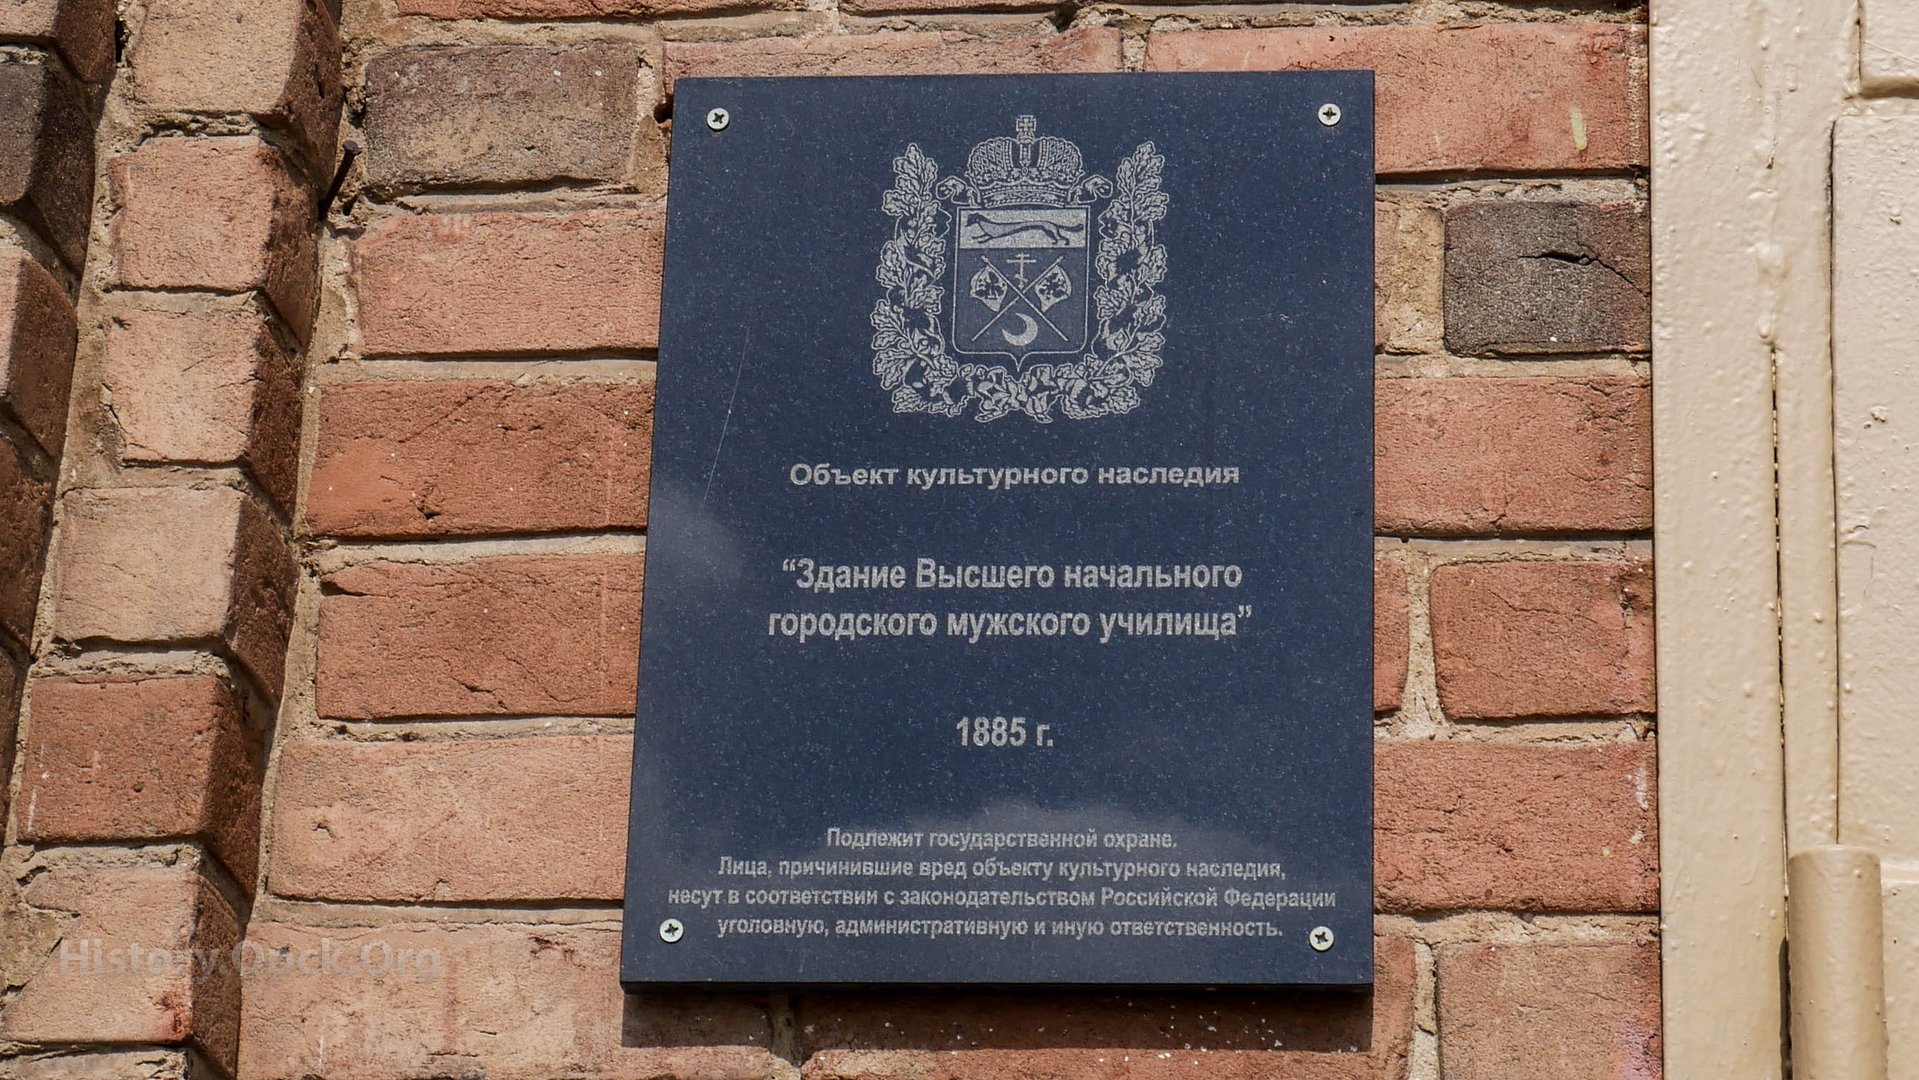 Объект культурного наследия
“Здание Высшего начального
городского мужского училища”
1885 г.
Подлежит государственной охране.
Лица, причинившие вред объекту культурного наследия,
несут в соответствии с законодательством Российской Федерации
уголовную, административную и иную ответственность.
History.Opck.Org